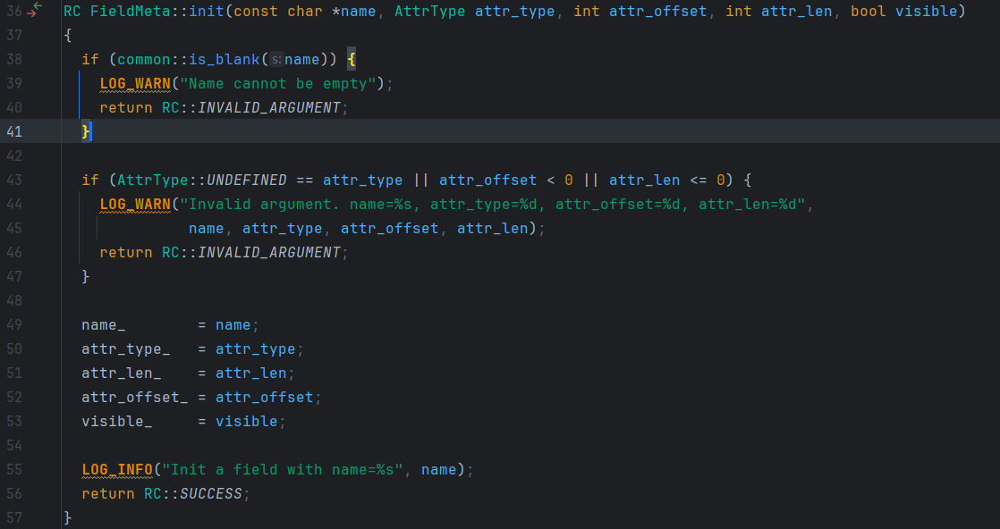 36 RC FieldMeta::init(const char *name, AttrType attr_type, int attr_offset, int attr_len, bool visible)
37 {
38   if (common::is_blank( s: name)) {
39     LOG_WARN("Name cannot be empty");
40     return RC::INVALID_ARGUMENT;
41   }
42
43   if (AttrType::UNDEFINED == attr_type || attr_offset < 0 || attr_len <= 0) {
44     LOG_WARN("Invalid argument. name=%s, attr_type=%d, attr_offset=%d, attr_len=%d",
45               name, attr_type, attr_offset, attr_len);
46     return RC::INVALID_ARGUMENT;
47   }
48
49   name_        = name;
50   attr_type_   = attr_type;
51   attr_len_    = attr_len;
52   attr_offset_ = attr_offset;
53   visible_     = visible;
54
55   LOG_INFO("Init a field with name=%s", name);
56   return RC::SUCCESS;
57 }